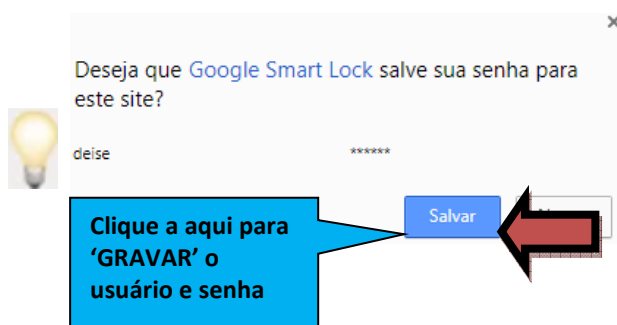 Deseja que Google Smart Lock salve sua senha para
este site?
deise ******
Salvar
Clique a aqui para
‘GRAVAR’ o
usuário e senha